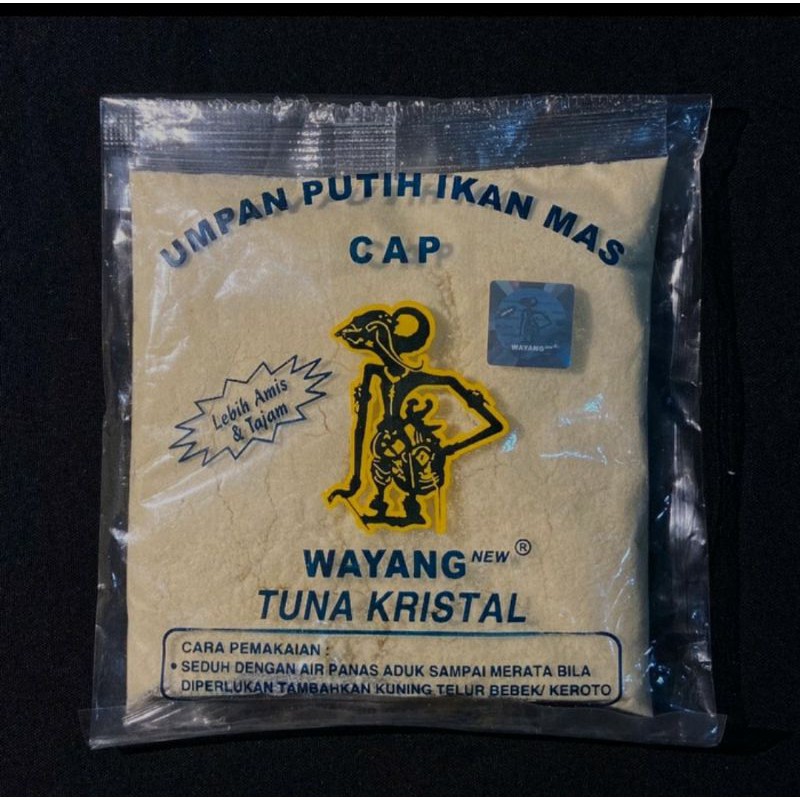 UMPAN PUTIH IKAN MAS
CAP
WAYANG new ®
Lebih Amis
& Tajam
WAYANG NEW ®
TUNA KRISTAL
CARA PEMAKAIAN :
• SEDUH DENGAN AIR PANAS ADUK SAMPAI MERATA BILA
DIPERLUKAN TAMBAHKAN KUNING TELUR BEBEK/ KEROTO